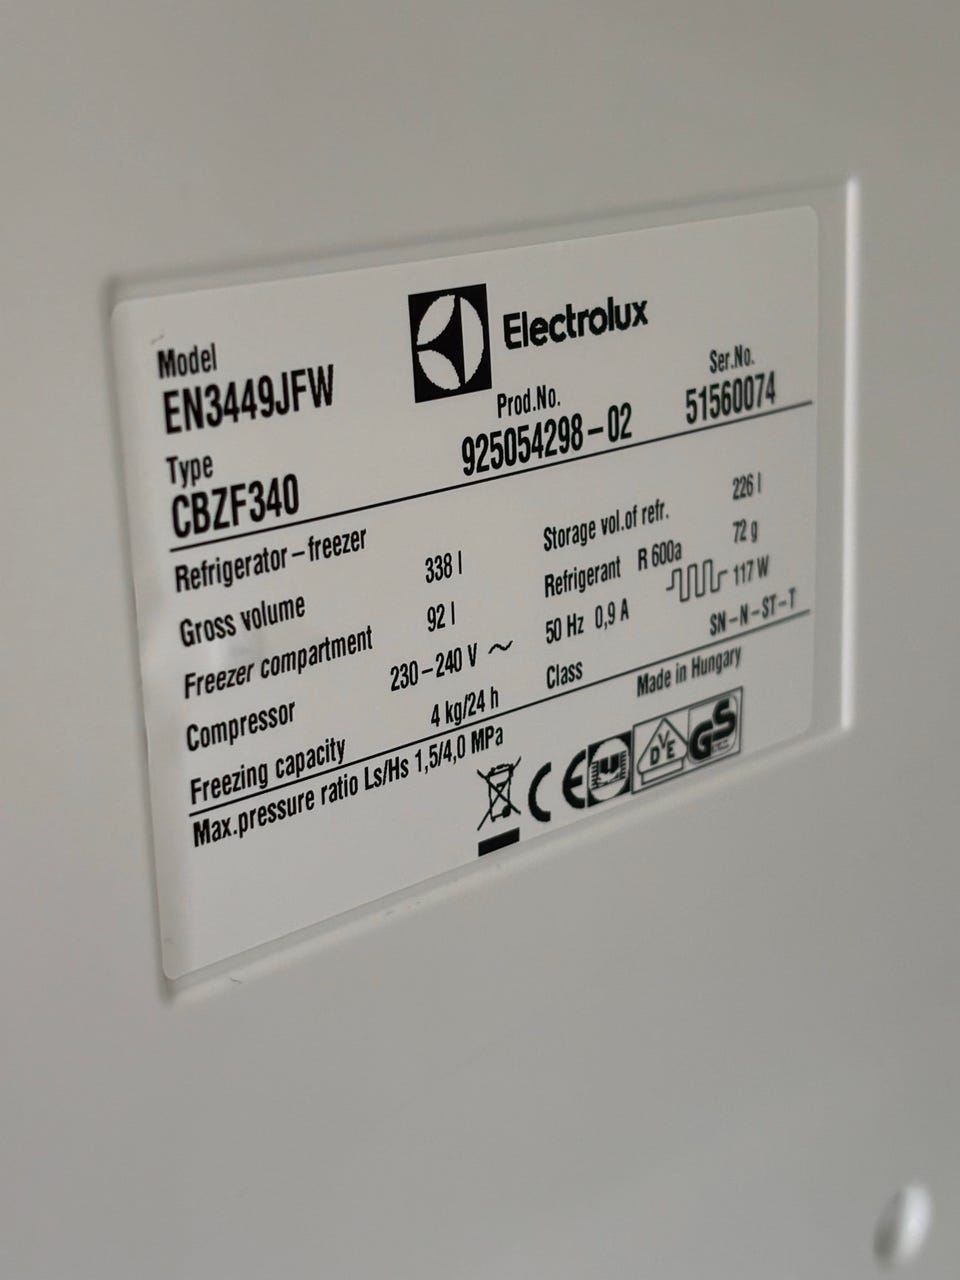 Electrolux
Model
EN3449JFW
Prod.No.
925054298-02
Ser.No.
51560074
Type
CBZF340
Refrigerator-freezer
Gross volume 338 l
Freezer compartment 92 l
Compressor 230-240 V ~
Freezing capacity 4 kg/24 h
Storage vol.of refr. 226 l
Refrigerant R 600a 72 g
50 Hz 0,9 A 117 W
Class SN-N-ST-T
Max.pressure ratio Ls/Hs 1,5/4,0 MPa
Made in Hungary
CE
DVE
GS